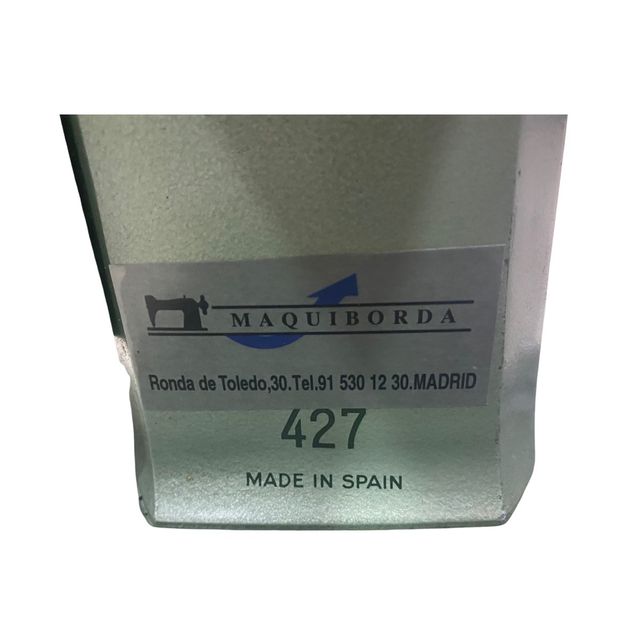 MAQUIBORDA
Ronda de Toledo,30.Tel.91 530 12 30.MADRID
427
MADE IN SPAIN